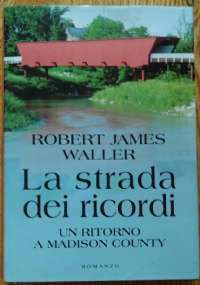 ROBERT JAMES
WALLER
La strada
dei ricordi
UN RITORNO
A MADISON COUNTY
ROMANZO